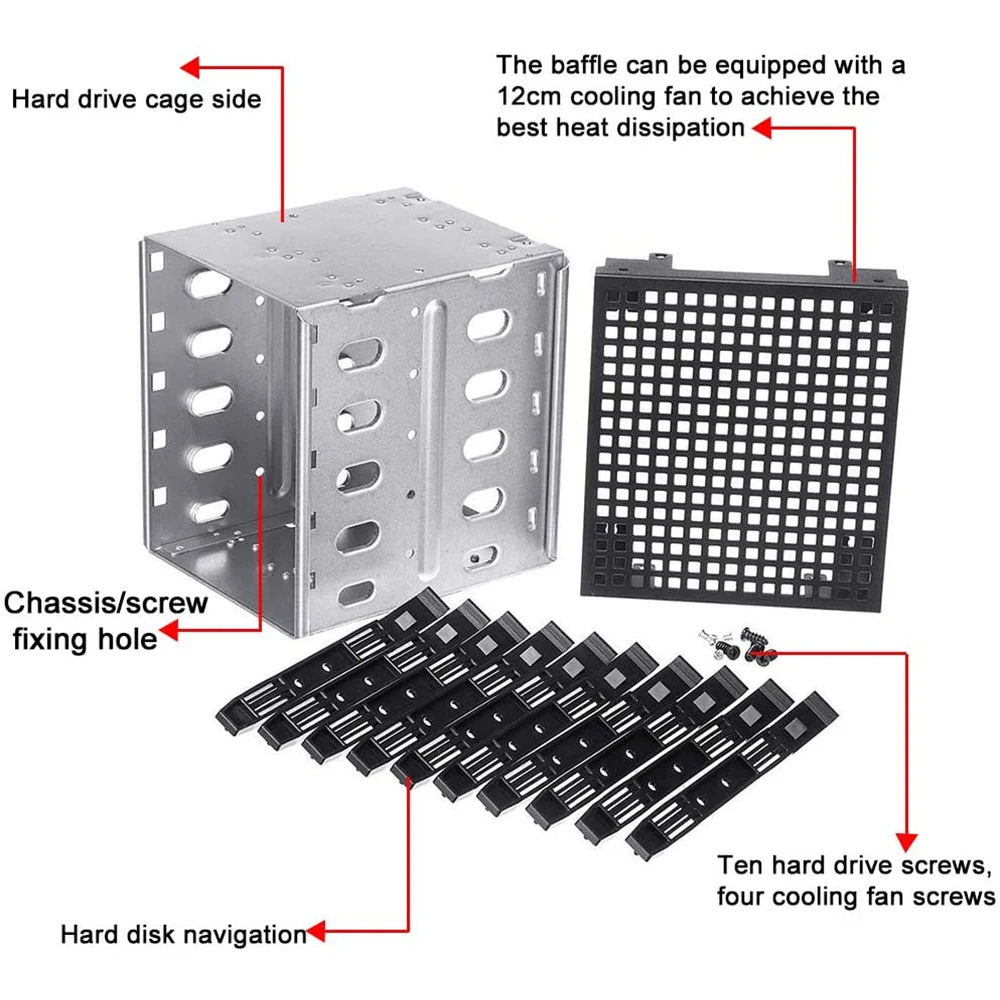 Hard drive cage side
The baffle can be equipped with a
12cm cooling fan to achieve the
best heat dissipation
Chassis/screw
fixing hole
Ten hard drive screws,
four cooling fan screws
Hard disk navigation